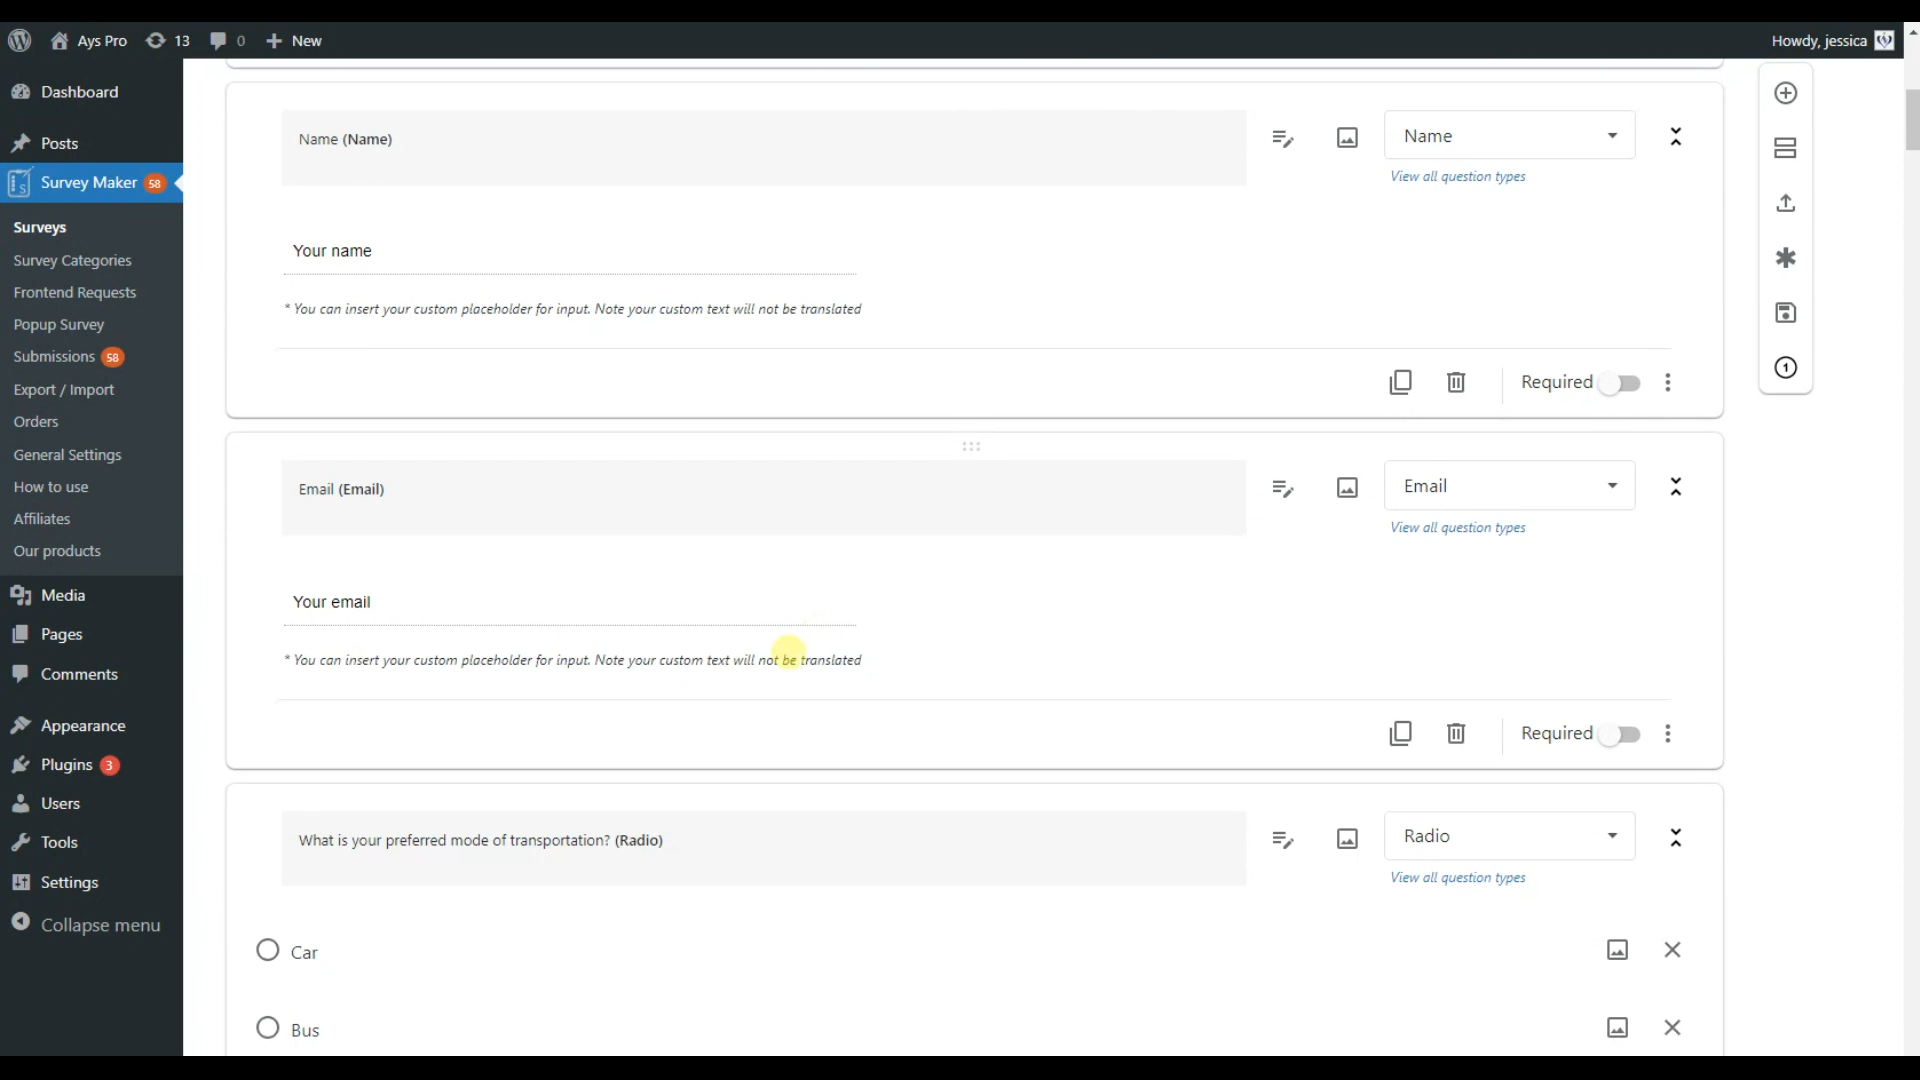 Ays Pro 13 0 New Howdy, jessica
Dashboard
Posts
Survey Maker 58
Surveys
Survey Categories
Frontend Requests
Popup Survey
Submissions 58
Export / Import
Orders
General Settings
How to use
Affiliates
Our products
Media
Pages
Comments
Appearance
Plugins 3
Users
Tools
Settings
Collapse menu
Name (Name)
Name
View all question types
Your name
* You can insert your custom placeholder for input. Note your custom text will not be translated
Required
Email (Email)
Email
View all question types
Your email
* You can insert your custom placeholder for input. Note your custom text will not be translated
Required
What is your preferred mode of transportation? (Radio)
Radio
View all question types
Car
Bus
1